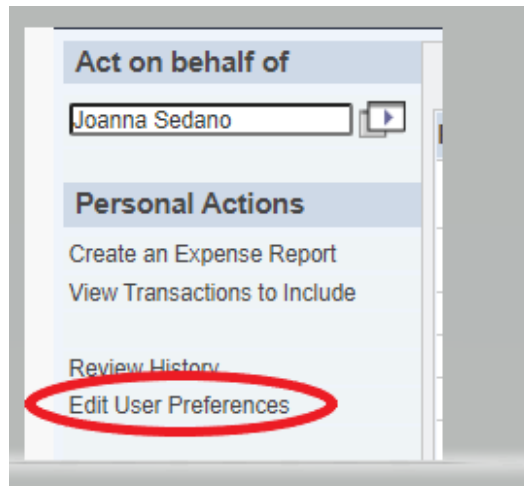 Act on behalf of
Joanna Sedano
Personal Actions
Create an Expense Report
View Transactions to Include
Review History
Edit User Preferences